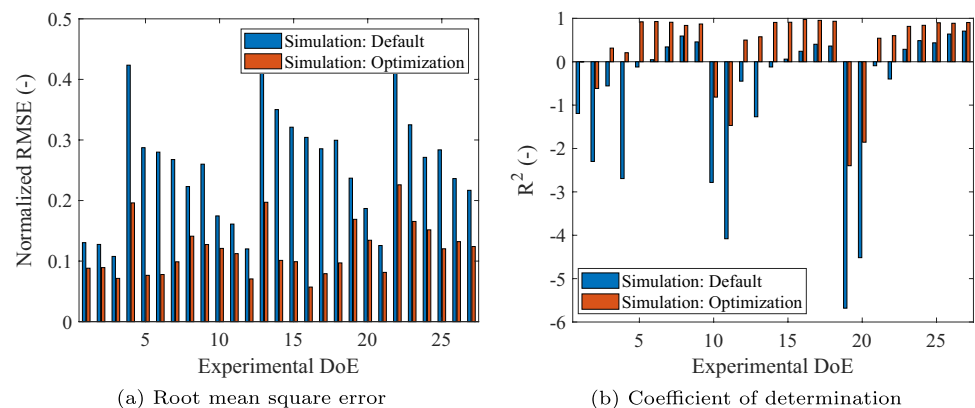 0.5
0.4
0.3
0.2
0.1
0
Normalized RMSE (-)
Simulation: Default
Simulation: Optimization
5
10
15
20
25
Experimental DoE
(a) Root mean square error
1
0
-1
-2
-3
-4
-5
-6
R² (-)
Simulation: Default
Simulation: Optimization
5
10
15
20
25
Experimental DoE
(b) Coefficient of determination